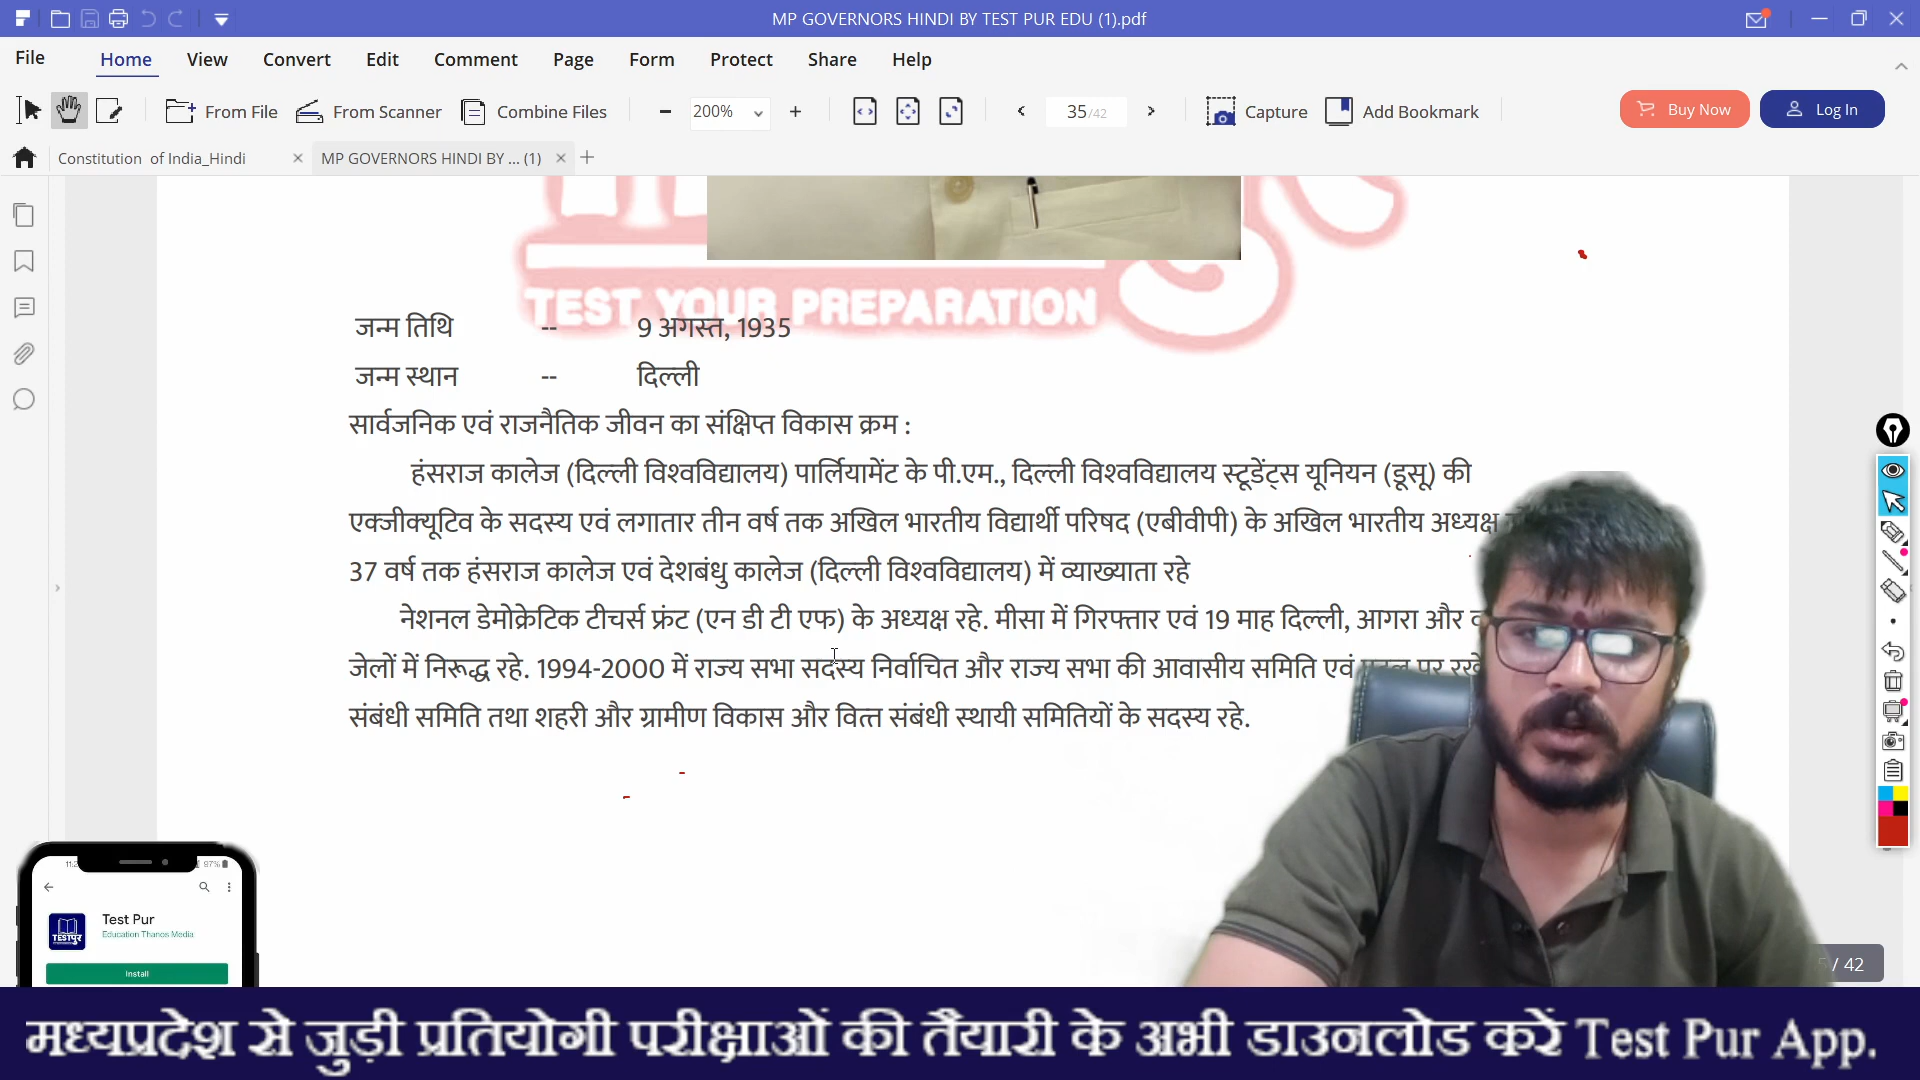 MP GOVERNORS HINDI BY TEST PUR EDU (1).pdf
File Home View Convert Edit Comment Page Form Protect Share Help
From File From Scanner Combine Files 200% 35/42 Capture Add Bookmark Buy Now Log In
Constitution of India_Hindi MP GOVERNORS HINDI BY ... (1)
TEST YOUR PREPARATION
जन्म तिथि -- 9 अगस्त, 1935
जन्म स्थान -- दिल्ली
सार्वजनिक एवं राजनैतिक जीवन का संक्षिप्त विकास क्रम :
हंसराज कालेज (दिल्ली विश्वविद्यालय) पार्लियामेंट के पी.एम., दिल्ली विश्वविद्यालय स्टूडेंट्स यूनियन (डूसू) की
एक्जीक्यूटिव के सदस्य एवं लगातार तीन वर्ष तक अखिल भारतीय विद्यार्थी परिषद (एबीवीपी) के अखिल भारतीय अध्यक्ष
37 वर्ष तक हंसराज कालेज एवं देशबंधु कालेज (दिल्ली विश्वविद्यालय) में व्याख्याता रहे
नेशनल डेमोक्रेटिक टीचर्स फ्रंट (एन डी टी एफ) के अध्यक्ष रहे. मीसा में गिरफ्तार एवं 19 माह दिल्ली, आगरा और
जेलों में निरूद्ध रहे. 1994-2000 में राज्य सभा सदस्य निर्वाचित और राज्य सभा की आवासीय समिति एवं पटल पर रखे
संबंधी समिति तथा शहरी और ग्रामीण विकास और वित्त संबंधी स्थायी समितियों के सदस्य रहे.
97%
Test Pur
Education Thanos Media
TESTपुर
Install
/ 42
मध्यप्रदेश से जुड़ी प्रतियोगी परीक्षाओं की तैयारी के अभी डाउनलोड करें Test Pur App.